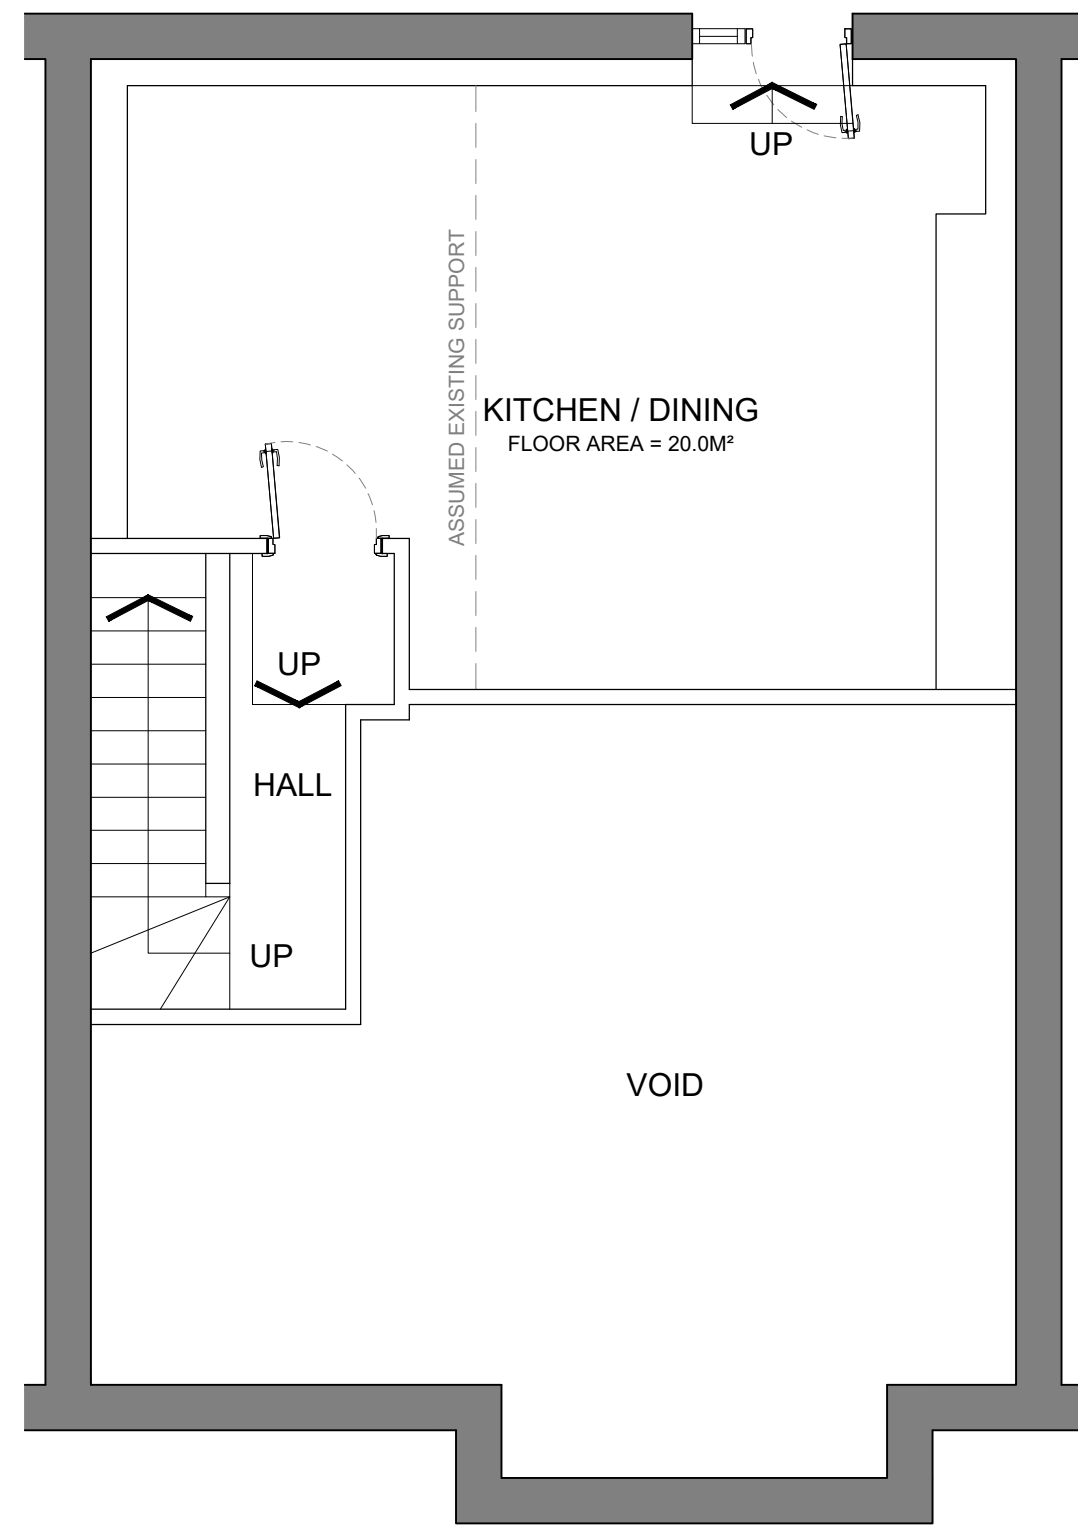 UP
ASSUMED EXISTING SUPPORT
KITCHEN / DINING
FLOOR AREA = 20.0M²
UP
HALL
UP
VOID